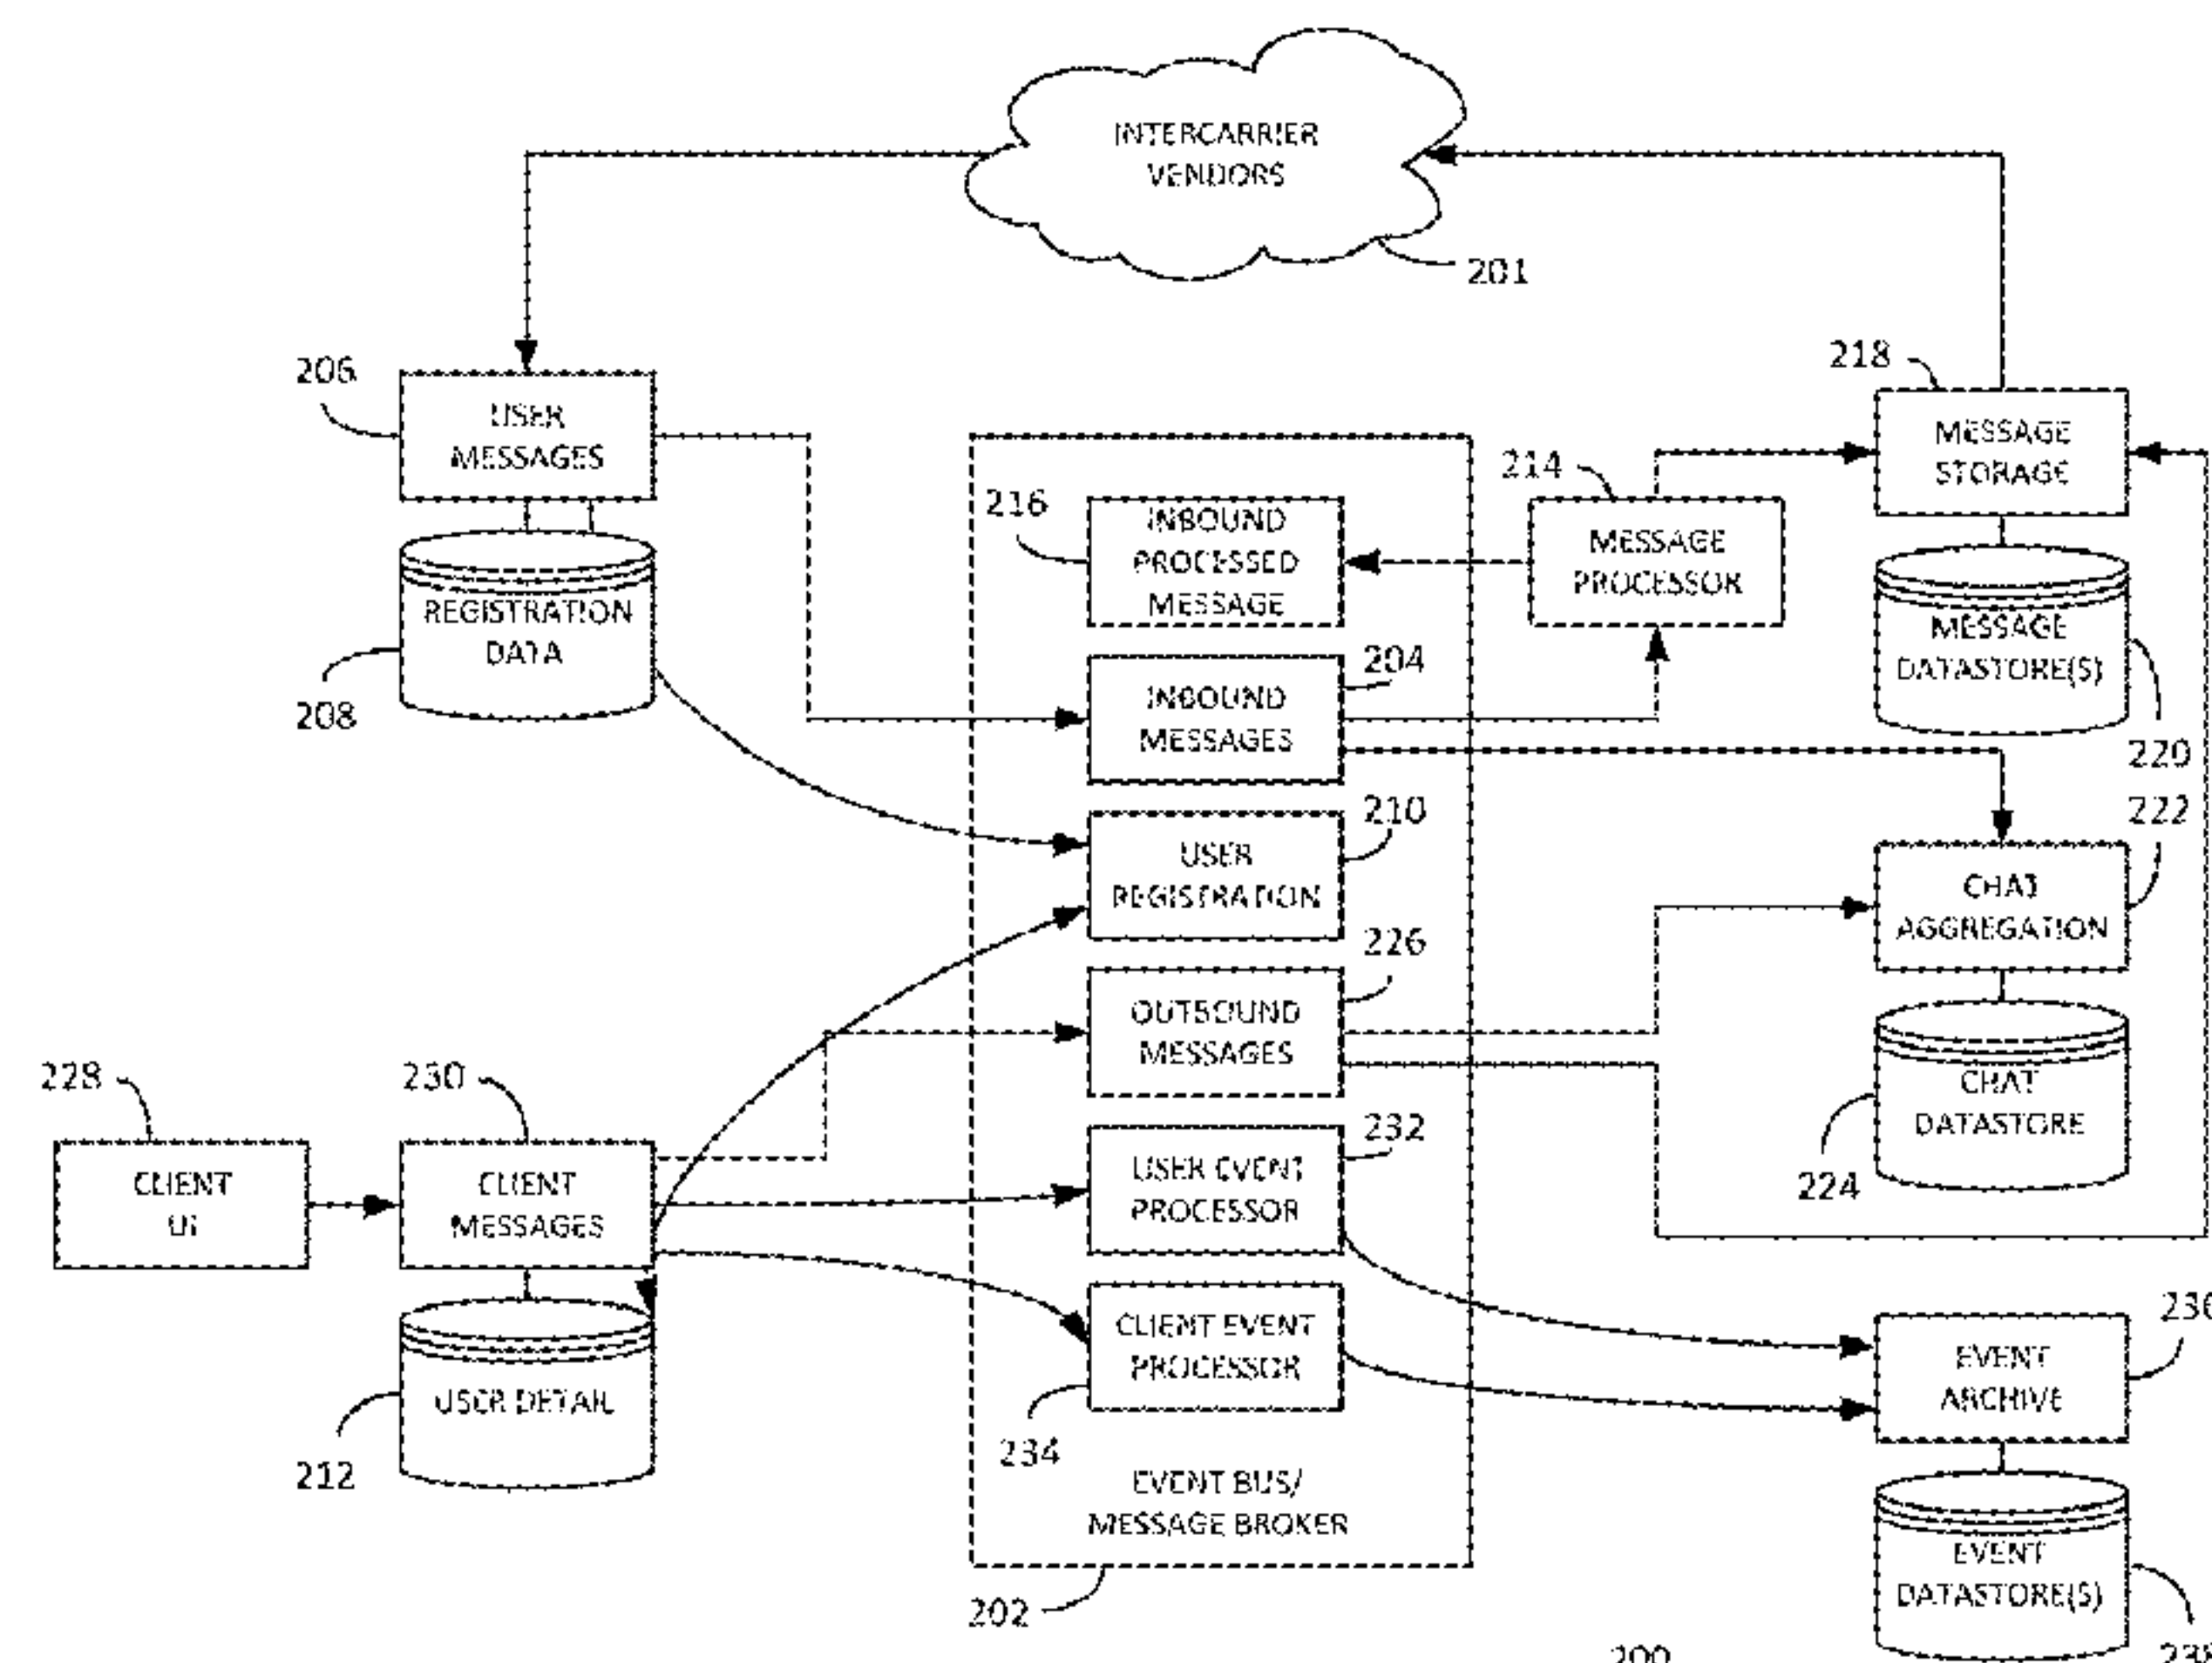 INTERCARRIER
VENDORS
201
206
USER
MESSAGES
218
MESSAGE
STORAGE
214
MESSAGE
PROCESSOR
216
INBOUND
PROCESSED
MESSAGE
208
REGISTRATION
DATA
204
INBOUND
MESSAGES
MESSAGE
DATASTORE(S)
220
210
USER
REGISTRATION
222
CHAT
AGGREGATION
226
OUTBOUND
MESSAGES
CHAT
DATASTORE
224
228
CLIENT
UI
230
CLIENT
MESSAGES
232
USER EVENT
PROCESSOR
212
USER DETAIL
CLIENT EVENT
PROCESSOR
234
236
EVENT
ARCHIVE
EVENT BUS/
MESSAGE BROKER
202
EVENT
DATASTORE(S)